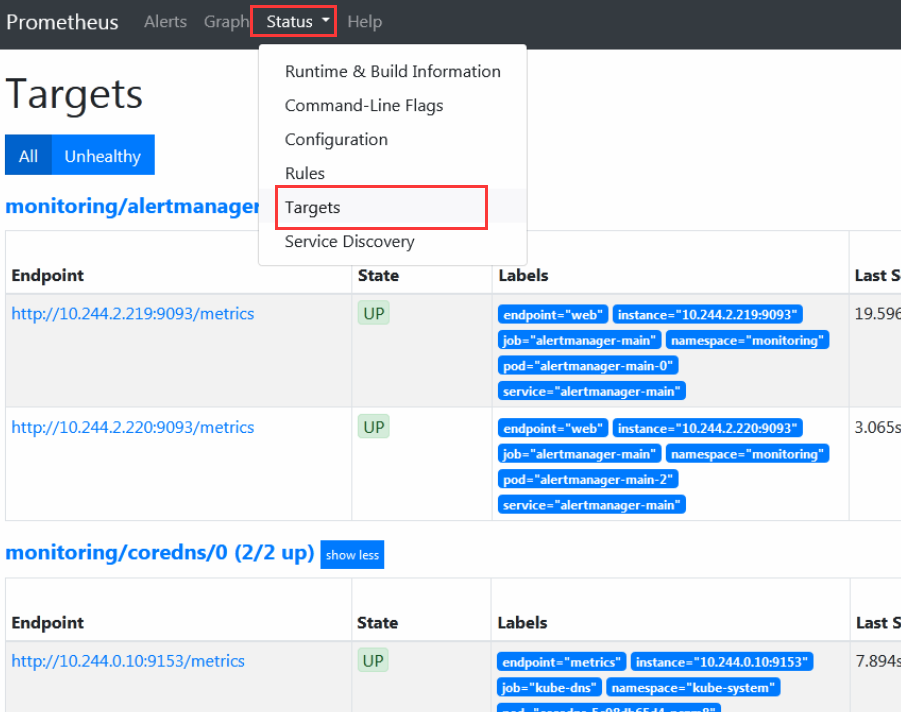 Prometheus Alerts Graph Status Help
Runtime & Build Information
Command-Line Flags
Configuration
Rules
Targets
Service Discovery
Targets
All Unhealthy
monitoring/alertmanager
Endpoint State Labels Last S
http://10.244.2.219:9093/metrics UP endpoint="web" instance="10.244.2.219:9093" 19.596
job="alertmanager-main" namespace="monitoring"
pod="alertmanager-main-0"
service="alertmanager-main"
http://10.244.2.220:9093/metrics UP endpoint="web" instance="10.244.2.220:9093" 3.065s
job="alertmanager-main" namespace="monitoring"
pod="alertmanager-main-2"
service="alertmanager-main"
monitoring/coredns/0 (2/2 up) show less
Endpoint State Labels Last S
http://10.244.0.10:9153/metrics UP endpoint="metrics" instance="10.244.0.10:9153" 7.894s
job="kube-dns" namespace="kube-system"